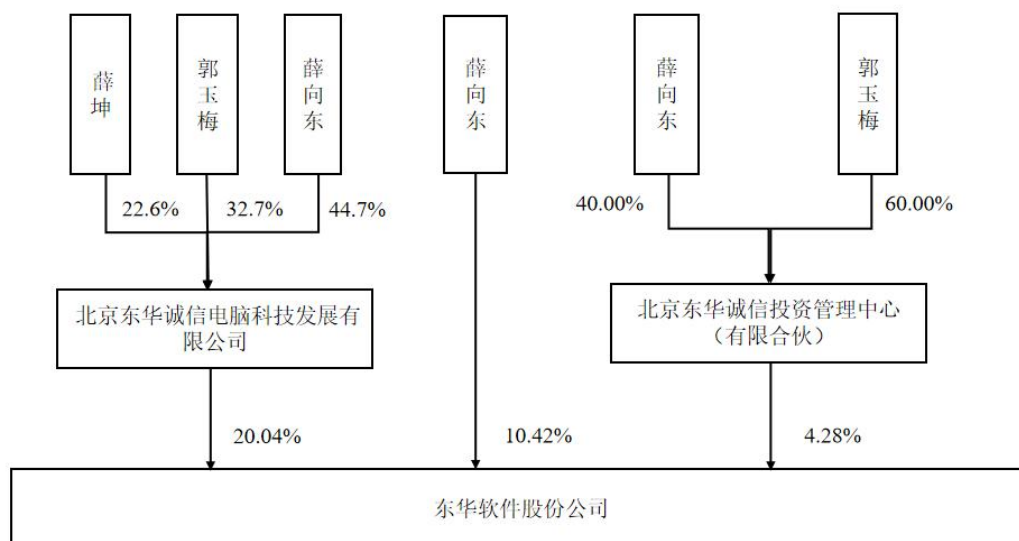 薛坤
郭玉梅
薛向东
薛向东
薛向东
郭玉梅
22.6%
32.7%
44.7%
40.00%
60.00%
北京东华诚信电脑科技发展有
限公司
北京东华诚信投资管理中心
（有限合伙）
20.04%
10.42%
4.28%
东华软件股份公司